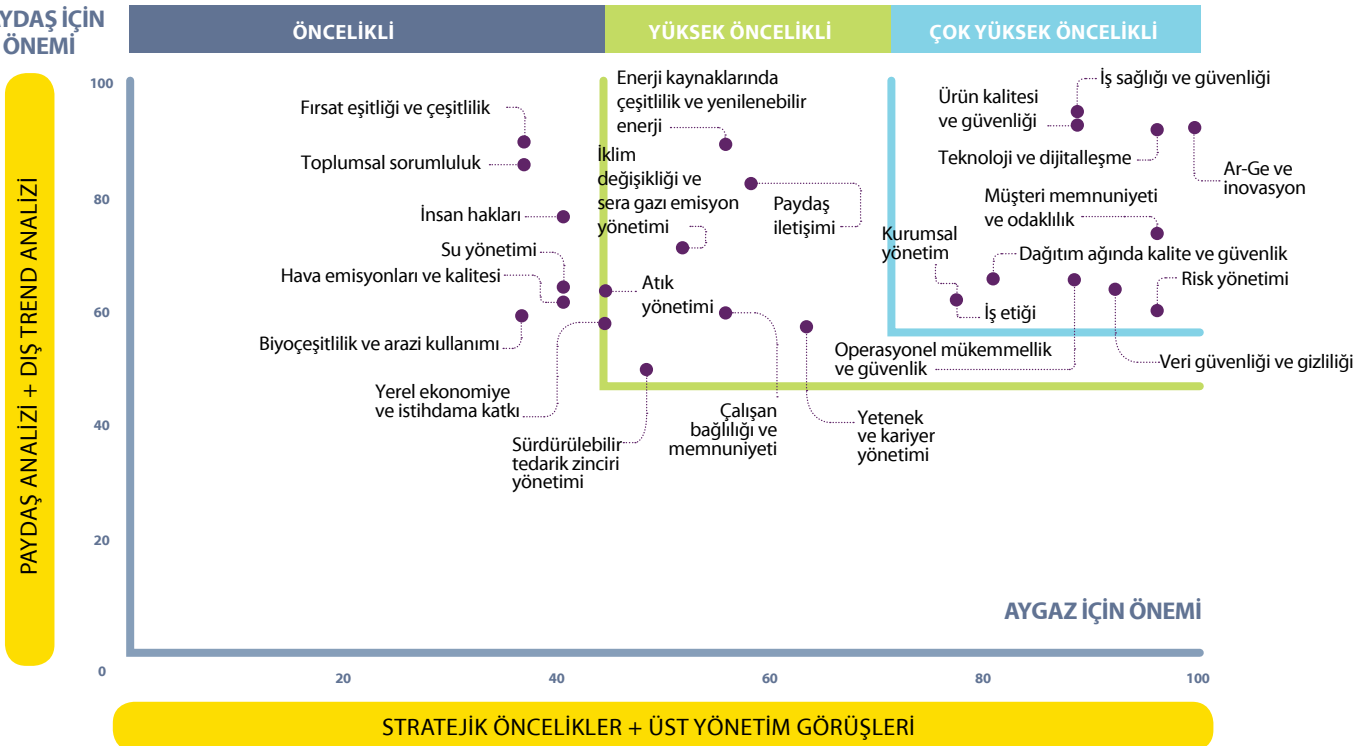 YDAŞ İÇİN
ÖNEMİ
ÖNCELİKLİ
YÜKSEK ÖNCELİKLİ
ÇOK YÜKSEK ÖNCELİKLİ
PAYDAŞ ANALİZİ + DIŞ TREND ANALİZİ
100
80
60
40
20
0
Fırsat eşitliği ve çeşitlilik
Toplumsal sorumluluk
İnsan hakları
Su yönetimi
Hava emisyonları ve kalitesi
Biyoçeşitlilik ve arazi kullanımı
Yerel ekonomiye
ve istihdama katkı
Sürdürülebilir
tedarik zinciri
yönetimi
Enerji kaynaklarında
çeşitlilik ve yenilenebilir
enerji
İklim
değişikliği ve
sera gazı emisyon
yönetimi
Paydaş
iletişimi
Atık
yönetimi
Çalışan
bağlılığı ve
memnuniyeti
Yetenek
ve kariyer
yönetimi
İş sağlığı ve güvenliği
Ürün kalitesi
ve güvenliği
Teknoloji ve dijitalleşme
Ar-Ge ve
inovasyon
Müşteri memnuniyeti
ve odaklılık
Kurumsal
yönetim
Dağıtım ağında kalite ve güvenlik
Risk yönetimi
İş etiği
Operasyonel mükemmellik
ve güvenlik
Veri güvenliği ve gizliliği
AYGAZ İÇİN ÖNEMİ
20
40
60
80
100
STRATEJİK ÖNCELİKLER + ÜST YÖNETİM GÖRÜŞLERİ